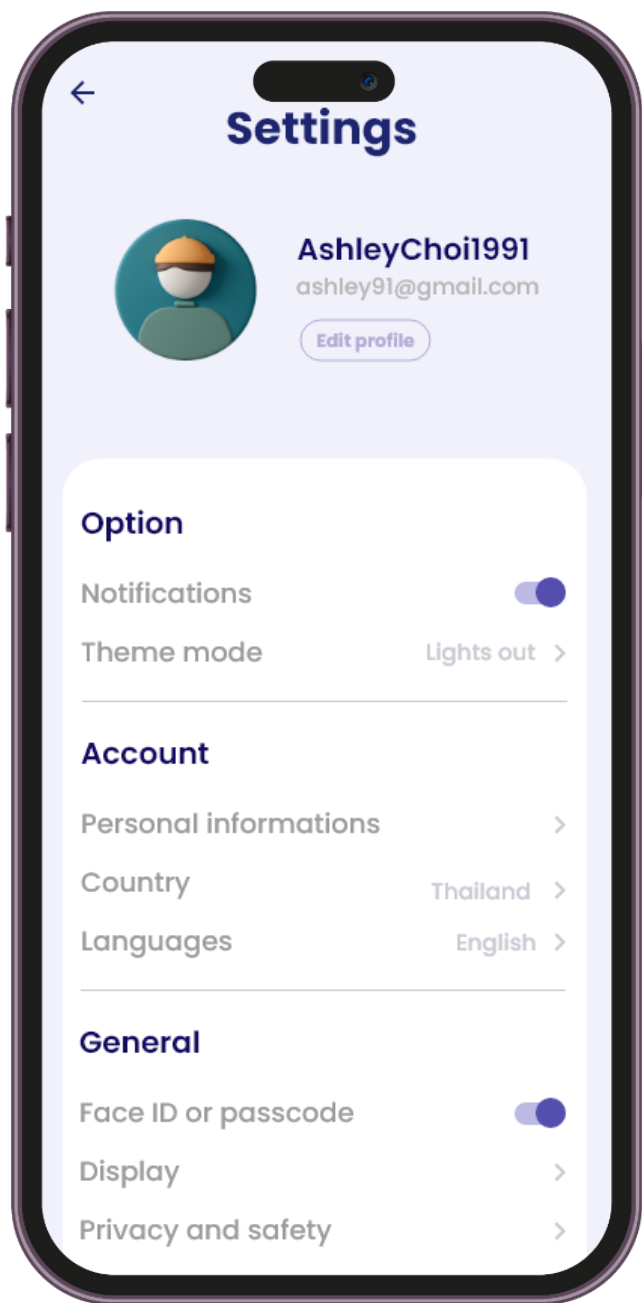 Settings
AshleyChoi1991
ashley91@gmail.com
Edit profile
Option
Notifications
Theme mode Lights out
Account
Personal informations
Country Thailand
Languages English
General
Face ID or passcode
Display
Privacy and safety